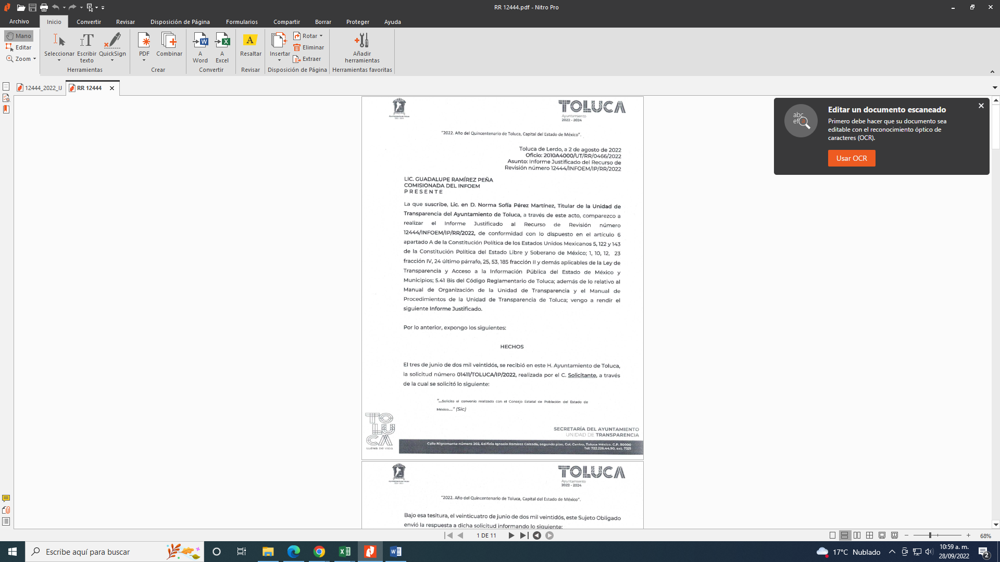 RR 12444.pdf - Nitro Pro
Archivo
Inicio
Convertir
Revisar
Disposición de Página
Formularios
Compartir
Borrar
Proteger
Ayuda
Mano
Editar
Zoom
Seleccionar
Escribir texto
QuickSign
Herramientas
PDF
Combinar
Crear
A Word
A Excel
Convertir
Resaltar
Revisar
Insertar
Rotar
Eliminar
Extraer
Disposición de Página
Añadir herramientas
Herramientas favoritas
12444_2022_IJ
RR 12444
Editar un documento escaneado
Primero debe hacer que su documento sea
editable con el reconocimiento óptico de
caracteres (OCR).
Usar OCR
TOLUCA
Ayuntamiento
2022 - 2024
"2022. Año del Quincentenario de Toluca, Capital del Estado de México".
Toluca de Lerdo, a 2 de agosto de 2022
Oficio: 2010A4000/UT/RR/0466/2022
Asunto: Informe Justificado del Recurso de
Revisión número 12444/INFOEM/IP/RR/2022
LIC. GUADALUPE RAMÍREZ PEÑA
COMISIONADA DEL INFOEM
P R E S E N T E
La que suscribe, Lic. en D. Norma Sofía Pérez Martínez, Titular de la Unidad de
Transparencia del Ayuntamiento de Toluca, a través de este acto, comparezco a
realizar el Informe Justificado al Recurso de Revisión número
12444/INFOEM/IP/RR/2022, de conformidad con lo dispuesto en el artículo 6
apartado A de la Constitución Política de los Estados Unidos Mexicanos 5, 122 y 143
de la Constitución Política del Estado Libre y Soberano de México; 1, 10, 12, 23
fracción IV, 24 último párrafo, 25, 53, 185 fracción II y demás aplicables de la Ley de
Transparencia y Acceso a la Información Pública del Estado de México y
Municipios; 5.41 Bis del Código Reglamentario de Toluca; además de lo relativo al
Manual de Organización de la Unidad de Transparencia y el Manual de
Procedimientos de la Unidad de Transparencia de Toluca; vengo a rendir el
siguiente Informe Justificado.
Por lo anterior, expongo los siguientes:
HECHOS
El tres de junio de dos mil veintidós, se recibió en este H. Ayuntamiento de Toluca,
la solicitud número 01411/TOLUCA/IP/2022, realizada por el C. Solicitante, a través
de la cual se solicitó lo siguiente:
"...Solicito el convenio realizado con el Consejo Estatal de Población del Estado de
México..." (Sic)
TOLUCA
LLENA DE VIDA
SECRETARÍA DEL AYUNTAMIENTO
UNIDAD DE TRANSPARENCIA
Calle Nigromante número 202, Edificio Ignacio Ramírez Calzada, segundo piso, Col. Centro, Toluca México. C.P. 50000
Tel: 722.226.44.90, ext. 7321
TOLUCA
Ayuntamiento
2022 - 2024
"2022. Año del Quincentenario de Toluca, Capital del Estado de México".
Bajo esa tesitura, el veinticuatro de junio de dos mil veintidós, este Sujeto Obligado
envió la respuesta a dicha solicitud informando lo siguiente:
1 DE 11
68%
Escribe aquí para buscar
17°C Nublado
10:59 a. m.
28/09/2022
2